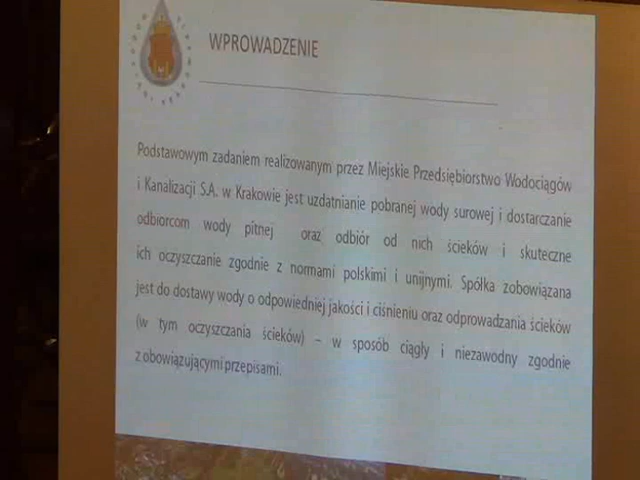 WPROWADZENIE
Podstawowym zadaniem realizowanym przez Miejskie Przedsiębiorstwo Wodociągów
i Kanalizacji S.A. w Krakowie jest uzdatnianie pobranej wody surowej i dostarczanie
odbiorcom wody pitnej oraz odbiór od nich ścieków i skuteczne
ich oczyszczanie zgodnie z normami polskimi i unijnymi. Spółka zobowiązana
jest do dostawy wody o odpowiedniej jakości i ciśnieniu oraz odprowadzania ścieków
(w tym oczyszczania ścieków) – w sposób ciągły i niezawodny zgodnie
z obowiązującymi przepisami.